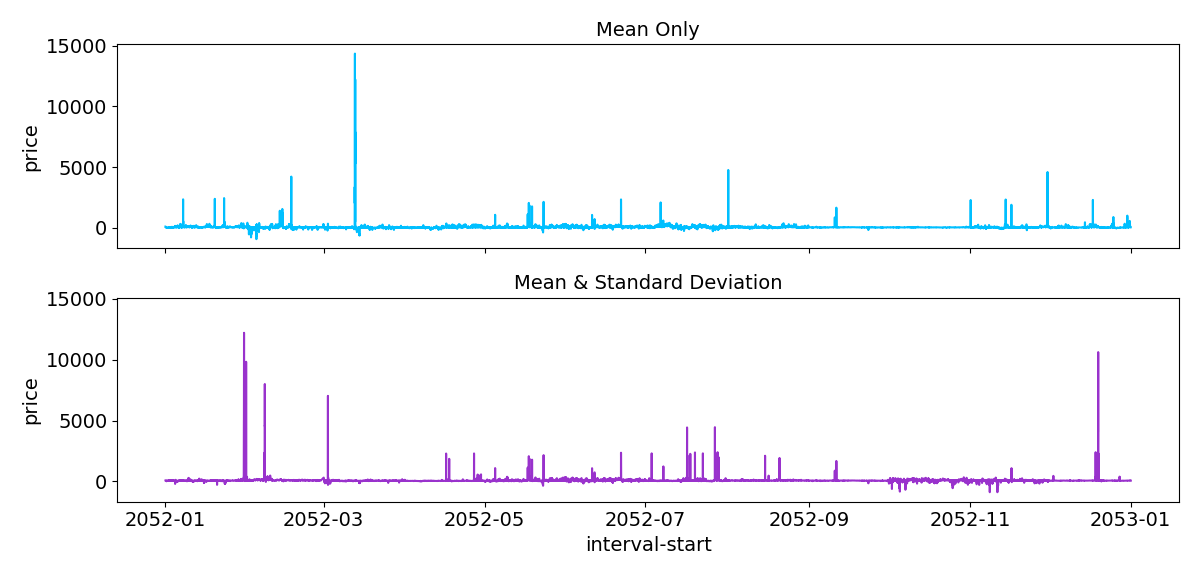 Mean Only
15000
10000
5000
0
price
Mean & Standard Deviation
15000
10000
5000
0
price
2052-01 2052-03 2052-05 2052-07 2052-09 2052-11 2053-01
interval-start